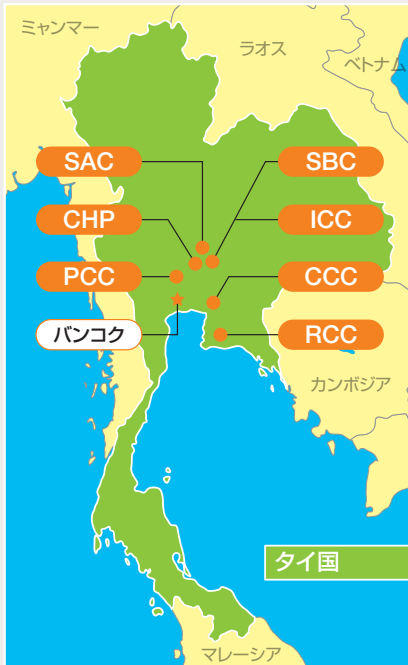 ミャンマー
ラオス
ベトナム
SAC
SBC
CHP
ICC
PCC
CCC
バンコク
RCC
カンボジア
タイ国
マレーシア